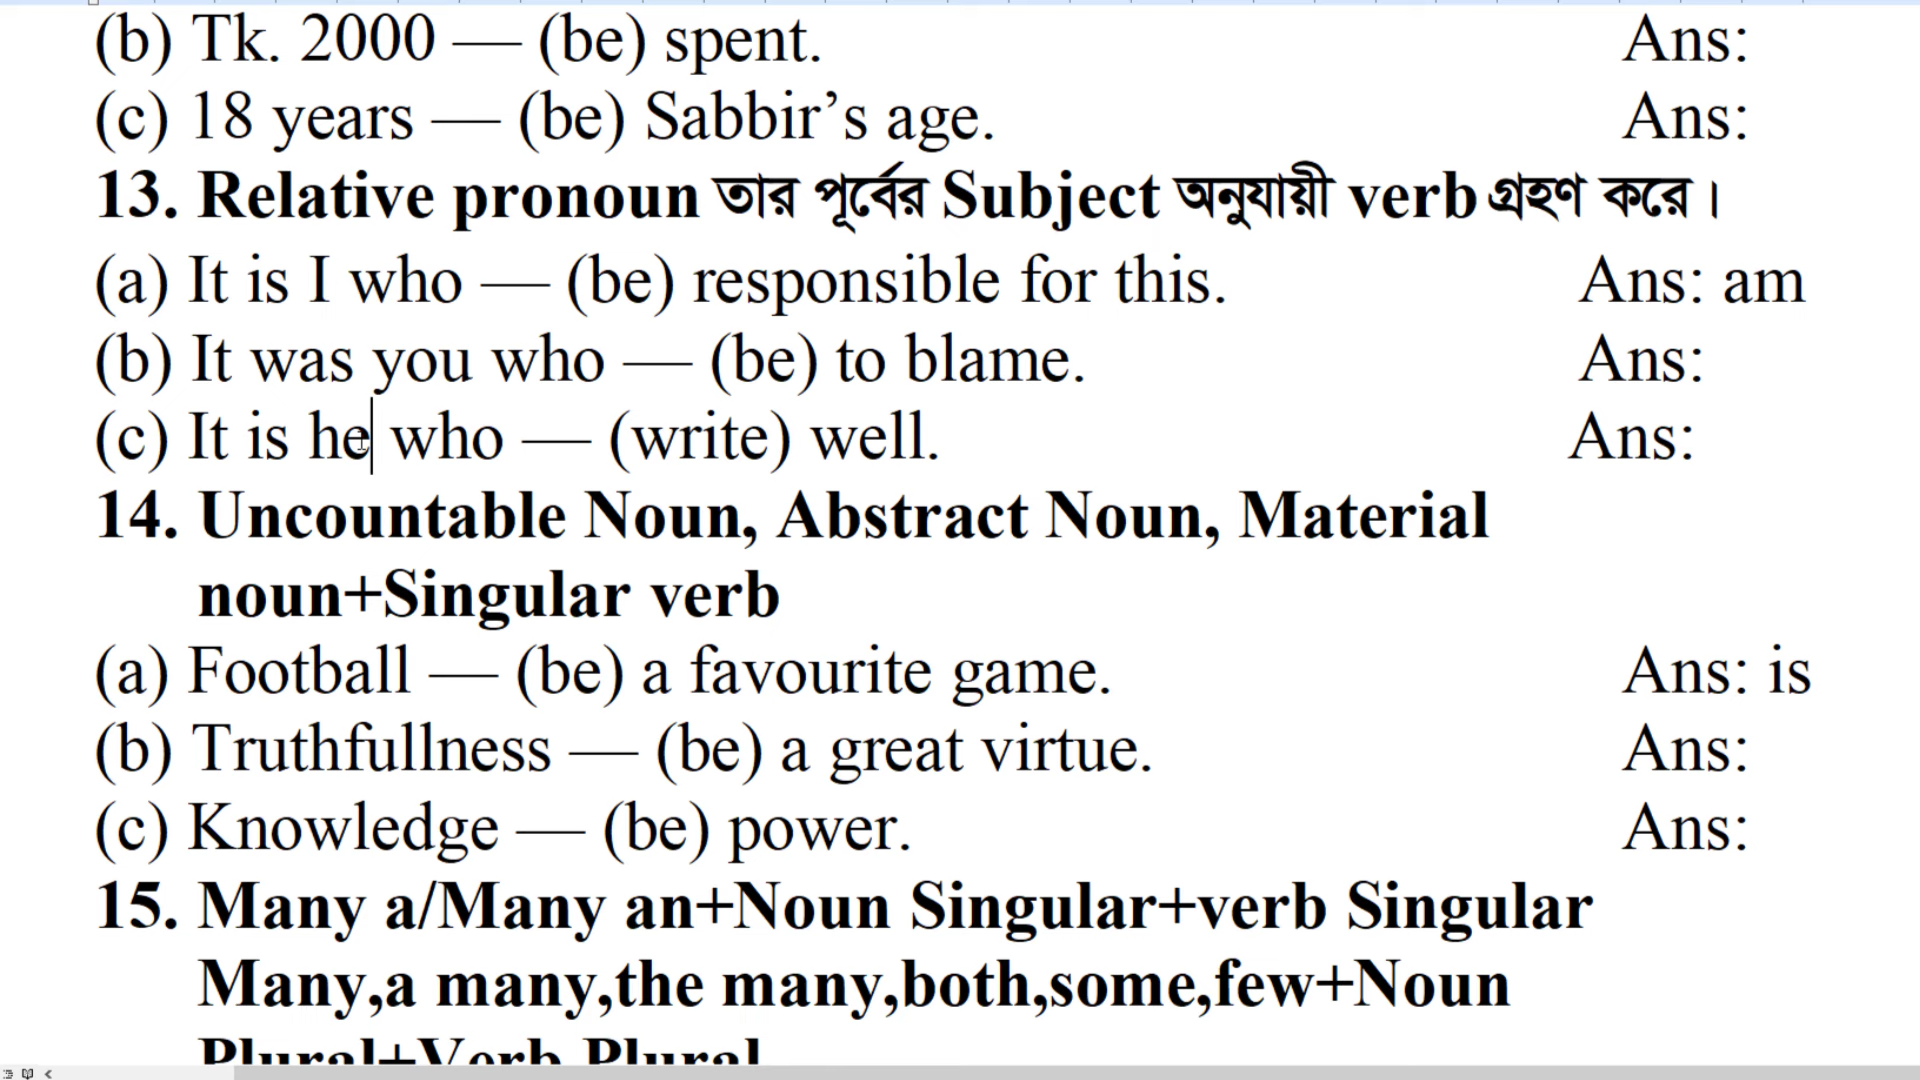 (b) Tk. 2000 — (be) spent. Ans:
(c) 18 years — (be) Sabbir’s age. Ans:
13. Relative pronoun তার পূর্বের Subject অনুযায়ী verb গ্রহণ করে।
(a) It is I who — (be) responsible for this. Ans: am
(b) It was you who — (be) to blame. Ans:
(c) It is he who — (write) well. Ans:
14. Uncountable Noun, Abstract Noun, Material
noun+Singular verb
(a) Football — (be) a favourite game. Ans: is
(b) Truthfullness — (be) a great virtue. Ans:
(c) Knowledge — (be) power. Ans:
15. Many a/Many an+Noun Singular+verb Singular
Many,a many,the many,both,some,few+Noun
Plural+Verb Plural